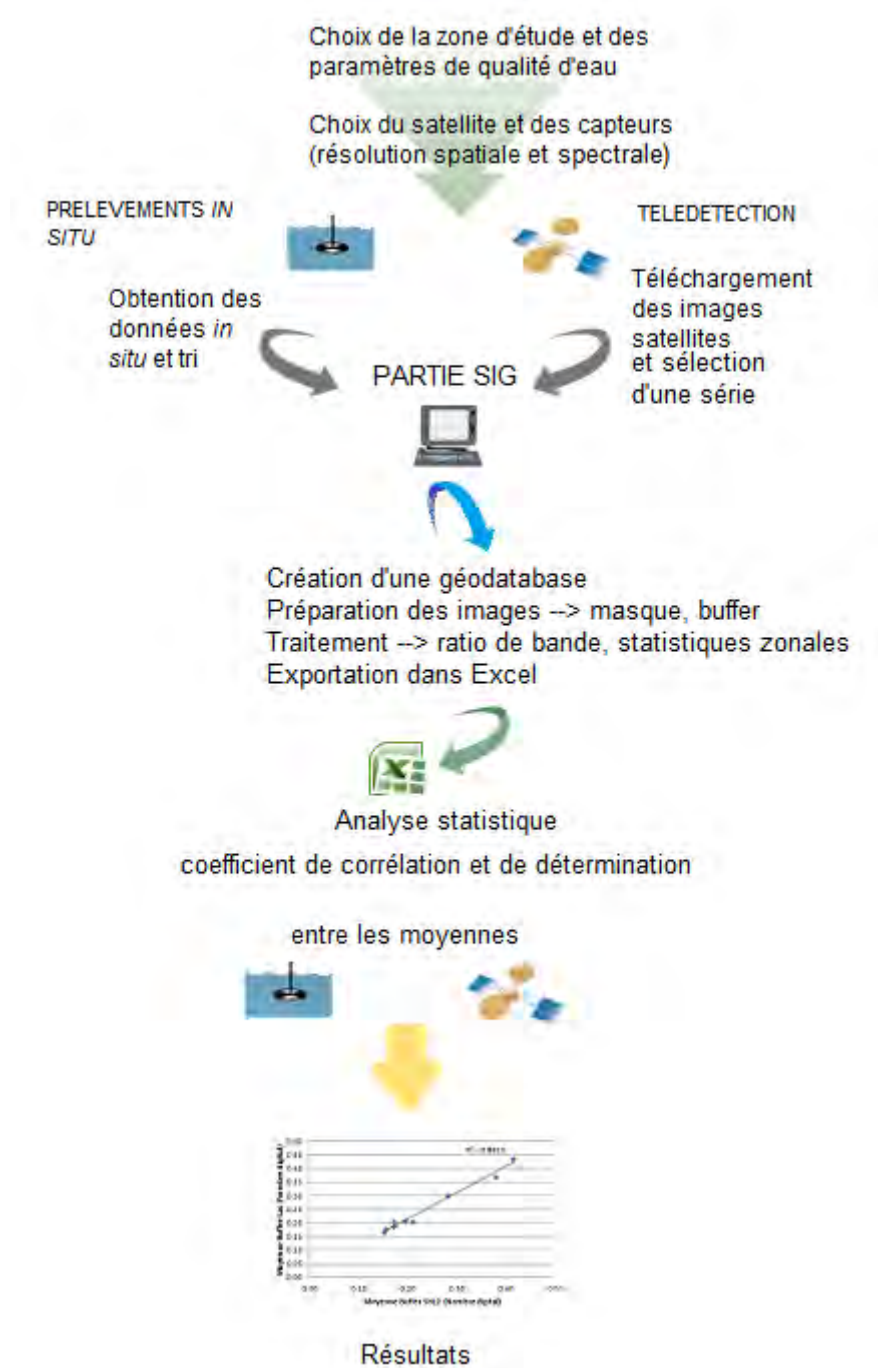 Choix de la zone d'étude et des
paramètres de qualité d'eau
Choix du satellite et des capteurs
(résolution spatiale et spectrale)
PRELEVEMENTS IN
SITU
TELEDETECTION
Obtention des
données in
situ et tri
Téléchargement
des images
satellites
et sélection
d'une série
PARTIE SIG
Création d'une géodatabase
Préparation des images --> masque, buffer
Traitement --> ratio de bande, statistiques zonales
Exportation dans Excel
Analyse statistique
coefficient de corrélation et de détermination
entre les moyennes
Résultats